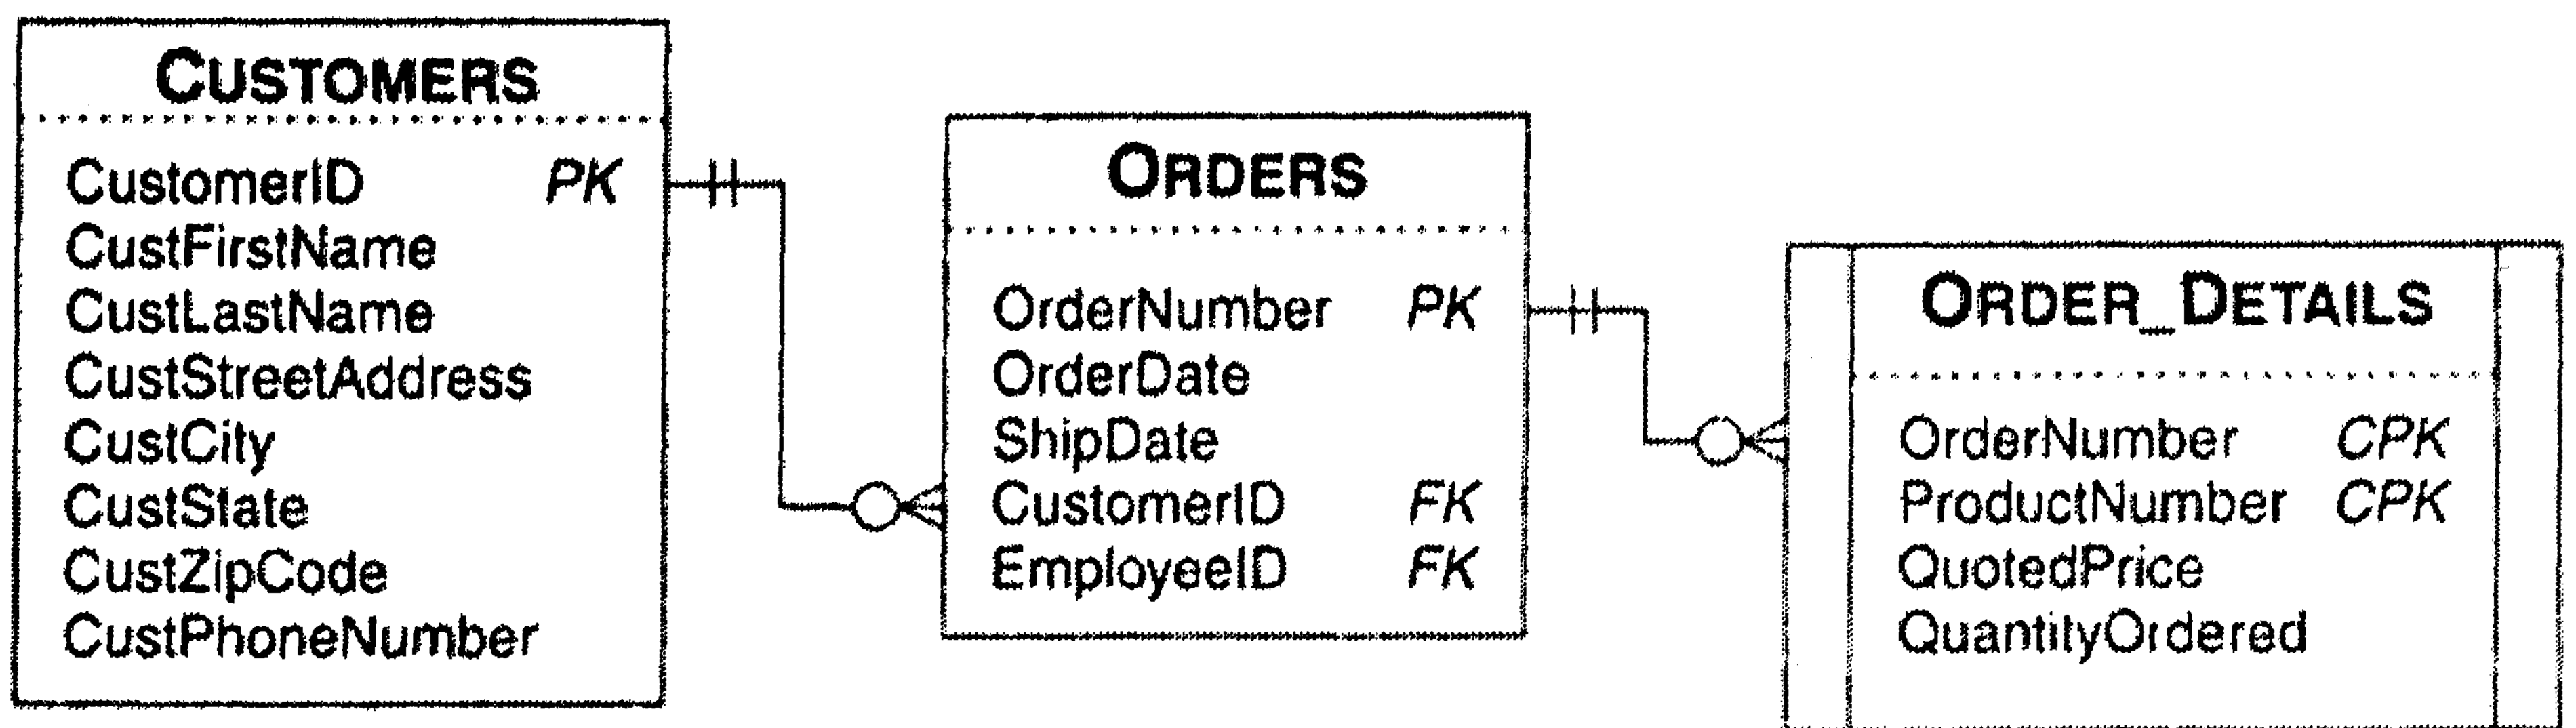 CUSTOMERS
CustomerID PK
CustFirstName
CustLastName
CustStreetAddress
CustCity
CustState
CustZipCode
CustPhoneNumber
ORDERS
OrderNumber PK
OrderDate
ShipDate
CustomerID FK
EmployeeID FK
ORDER_DETAILS
OrderNumber CPK
ProductNumber CPK
QuotedPrice
QuantityOrdered